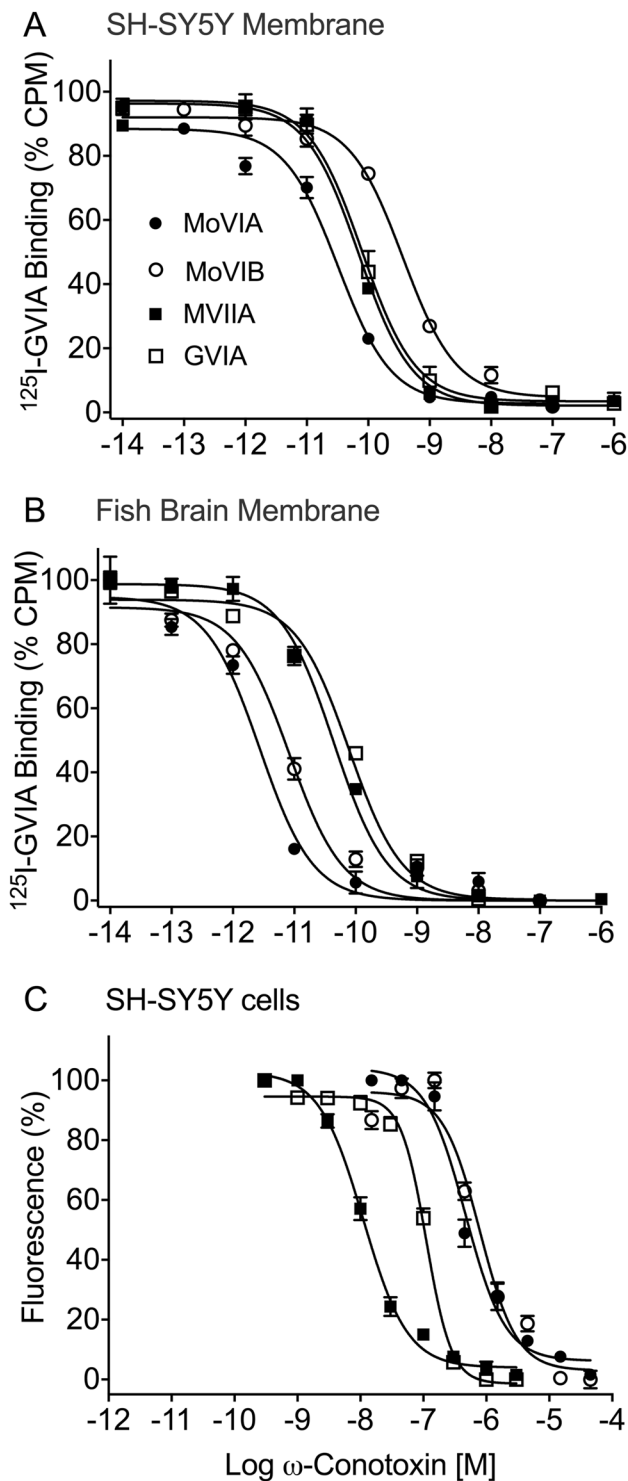 A SH-SY5Y Membrane
¹²⁵I-GVIA Binding (% CPM)
100
80
60
40
20
0
MoVIA
MoVIB
MVIIA
GVIA
-14 -13 -12 -11 -10 -9 -8 -7 -6
B Fish Brain Membrane
¹²⁵I-GVIA Binding (% CPM)
100
80
60
40
20
0
-14 -13 -12 -11 -10 -9 -8 -7 -6
C SH-SY5Y cells
Fluorescence (%)
100
80
60
40
20
0
-12 -11 -10 -9 -8 -7 -6 -5 -4
Log ω-Conotoxin [M]